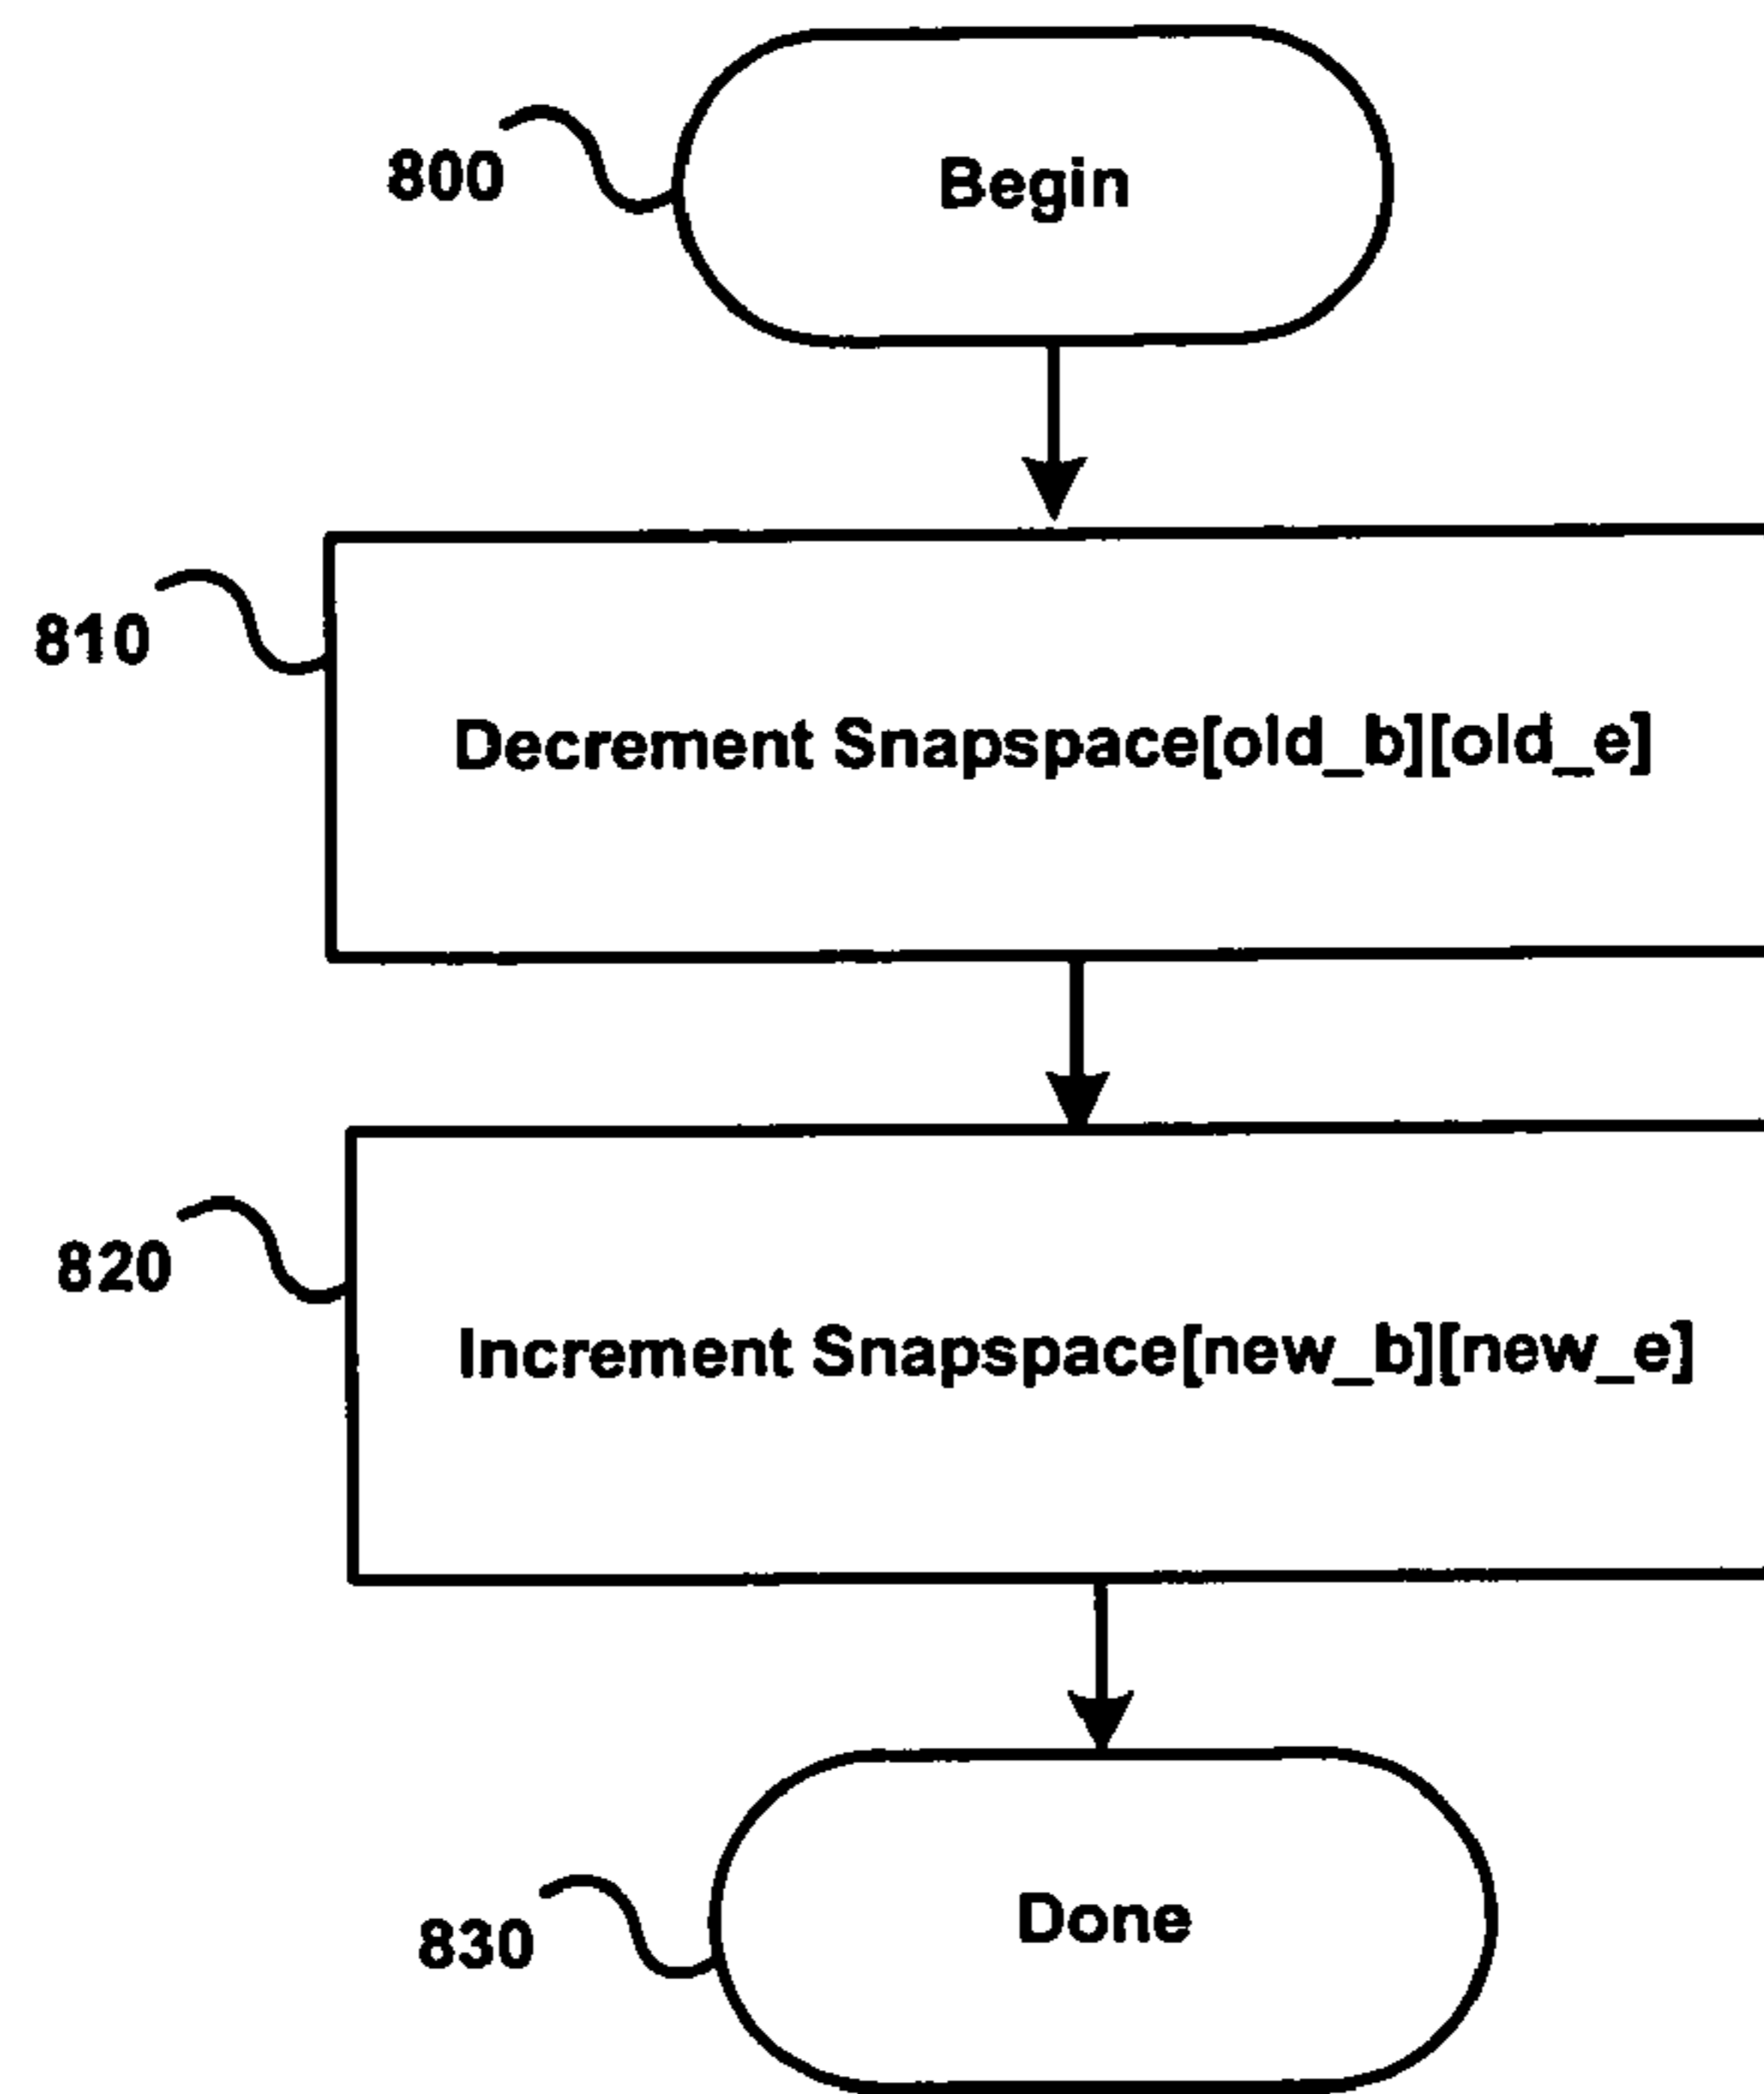 800
Begin
810
Decrement Snapspace[old_b][old_e]
820
Increment Snapspace[new_b][new_e]
830
Done